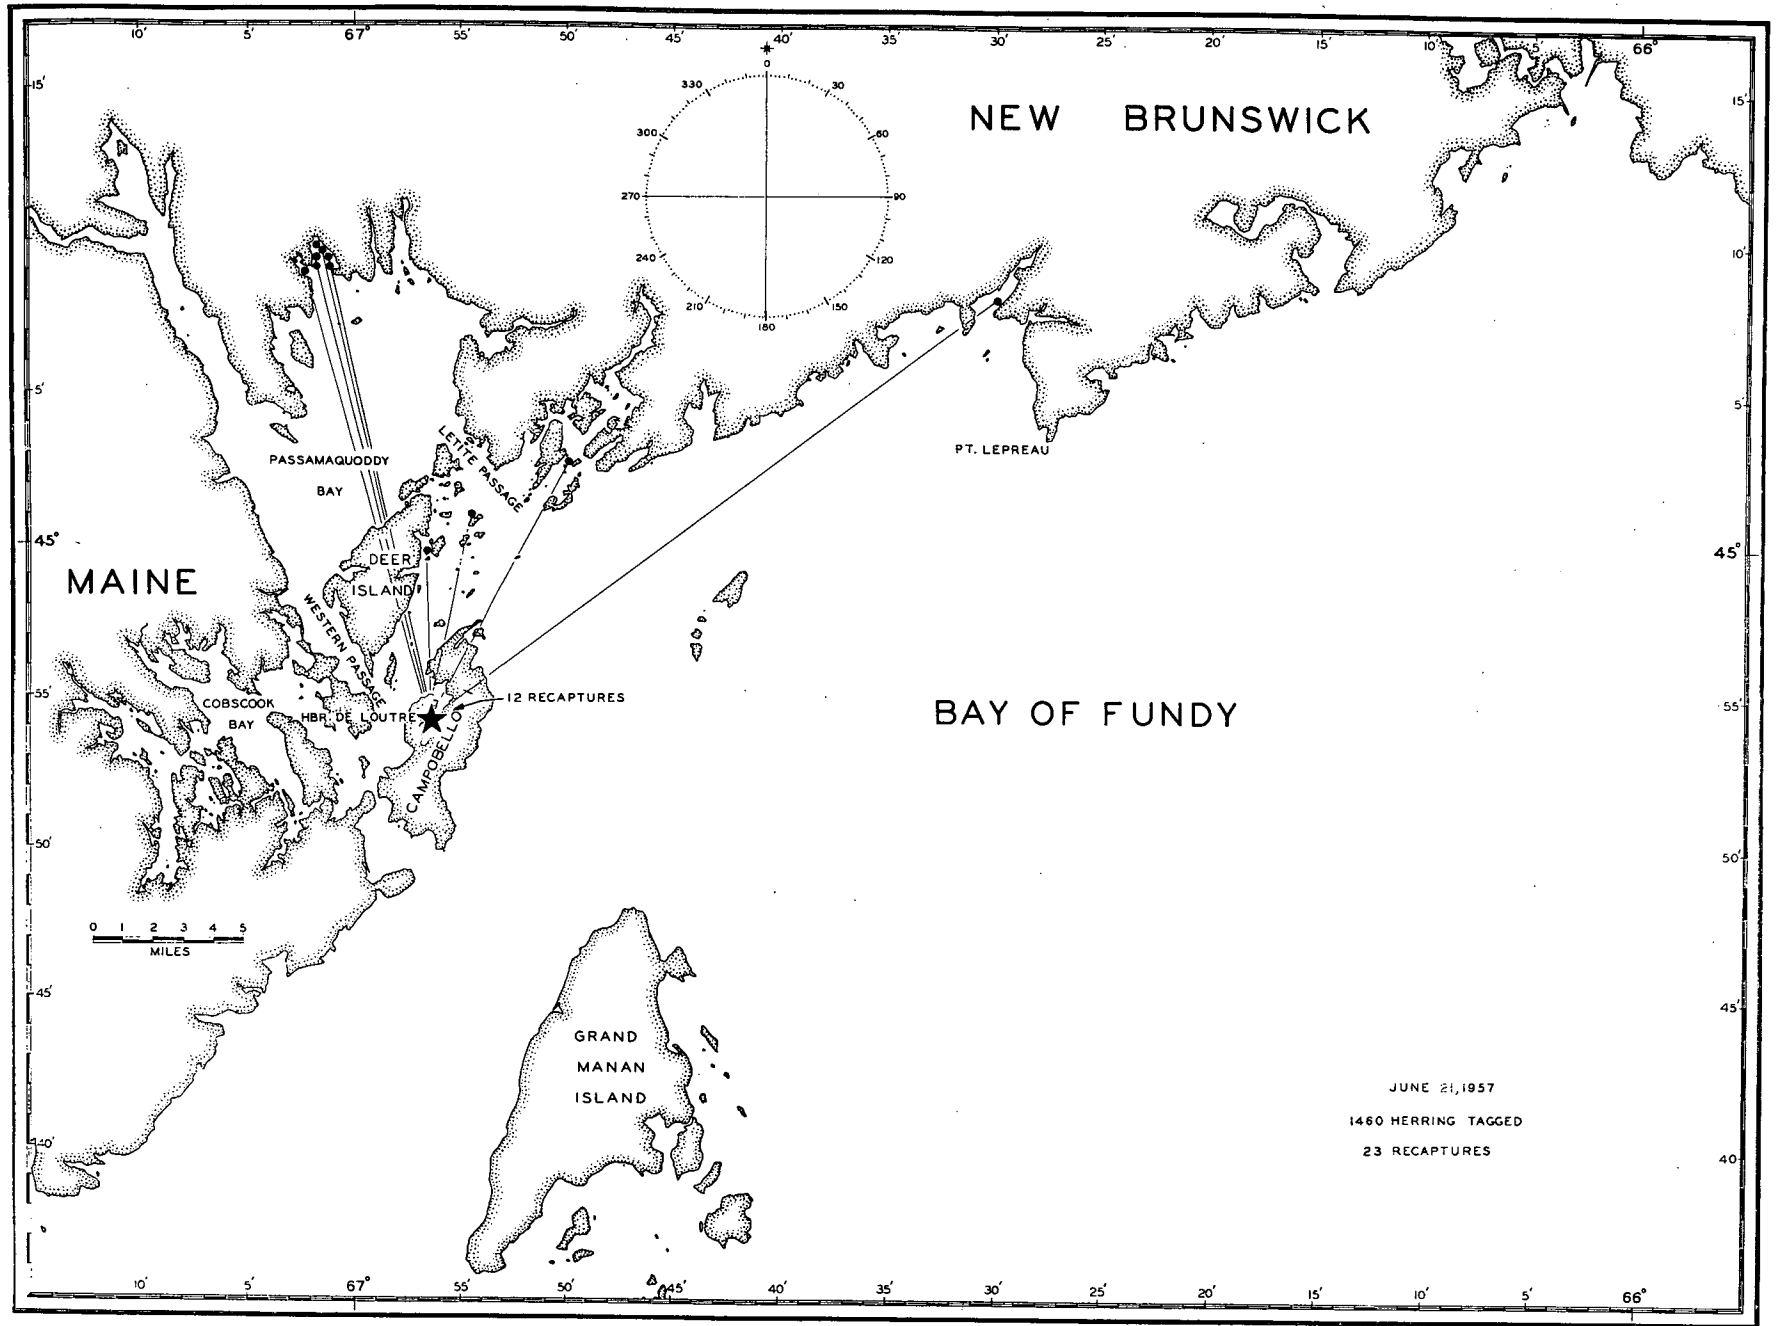 10′ 5′ 67° 55′ 50′ 45′ 40′ 35′ 30′ 25′ 20′ 15′ 10′ 5′ 66°
0
330 30
300 60
270 90
240 120
210 150
180
15′
15′
NEW BRUNSWICK
10′
5′
5′
LETITE PASSAGE
PT. LEPREAU
PASSAMAQUODDY
BAY
45°
45°
DEER
ISLAND
MAINE
WESTERN PASSAGE
55′
55′
12 RECAPTURES
COBSCOOK
BAY
HBR. DE LOUTRE
CAMPOBELLO
BAY OF FUNDY
50′
50′
0 1 2 3 4 5
MILES
45′
45′
GRAND
MANAN
ISLAND
JUNE 21, 1957
1460 HERRING TAGGED
23 RECAPTURES
40′
40′
10′ 5′ 67° 55′ 50′ 45′ 40′ 35′ 30′ 25′ 20′ 15′ 10′ 5′ 66°